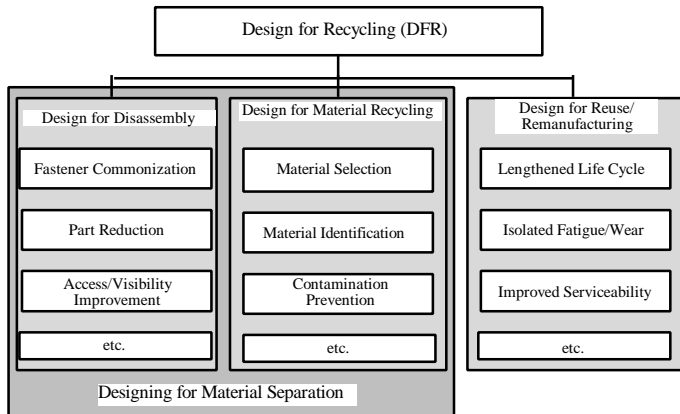 Design for Recycling (DFR)
Design for Disassembly
Fastener Commonization
Part Reduction
Access/Visibility
Improvement
etc.
Design for Material Recycling
Material Selection
Material Identification
Contamination
Prevention
etc.
Designing for Material Separation
Design for Reuse/
Remanufacturing
Lengthened Life Cycle
Isolated Fatigue/Wear
Improved Serviceability
etc.